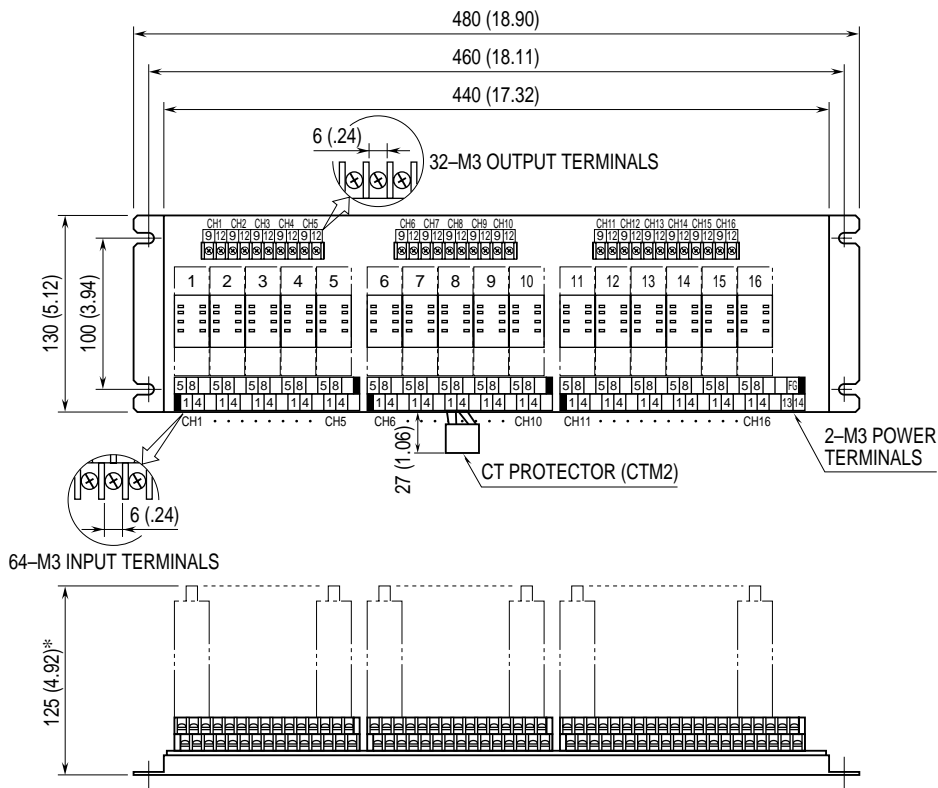 480 (18.90)
460 (18.11)
440 (17.32)
6 (.24)
32–M3 OUTPUT TERMINALS
CH1 CH2 CH3 CH4 CH5
9 12 9 12 9 12 9 12 9 12
CH6 CH7 CH8 CH9 CH10
9 12 9 12 9 12 9 12 9 12
CH11 CH12 CH13 CH14 CH15 CH16
9 12 9 12 9 12 9 12 9 12 9 12
130 (5.12)
100 (3.94)
1 2 3 4 5 6 7 8 9 10 11 12 13 14 15 16
5 8 5 8 5 8 5 8 5 8 5 8 5 8 5 8 5 8 5 8 5 8 5 8 5 8 5 8 5 8 5 8 FG
1 4 1 4 1 4 1 4 1 4 1 4 1 4 1 4 1 4 1 4 1 4 1 4 1 4 1 4 1 4 1 4 13 14
CH1 · · · · · · · · CH5 CH6 · · · · · · · · CH10 CH11 · · · · · · · · · · CH16
27 (1.06)
CT PROTECTOR (CTM2)
2–M3 POWER
TERMINALS
6 (.24)
64–M3 INPUT TERMINALS
125 (4.92)*